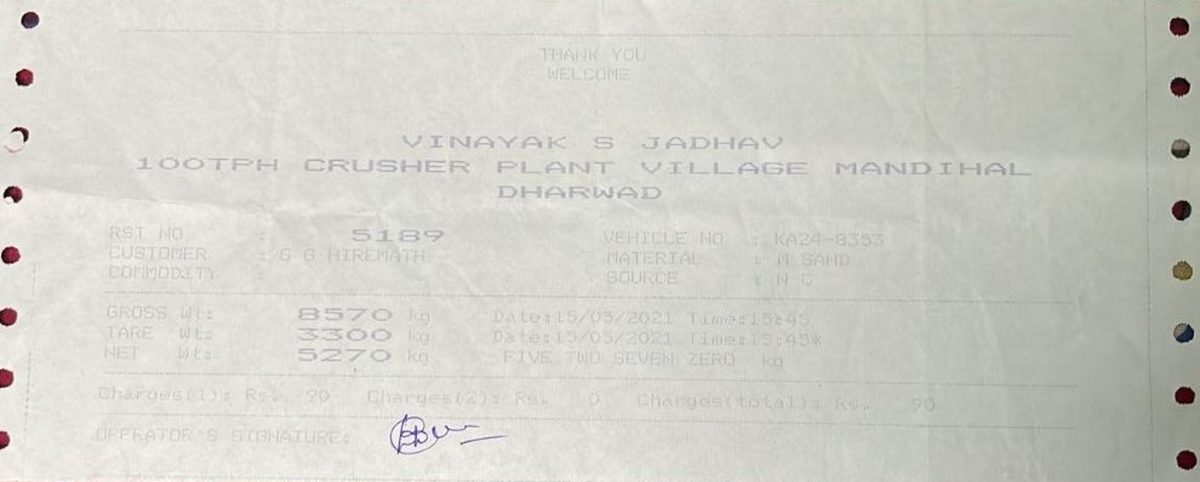 THANK YOU
WELCOME
VINAYAK S JADHAV
100TPH CRUSHER PLANT VILLAGE MANDIHAL
DHARWAD
RST NO : 5189 VEHICLE NO : KA24-8353
CUSTOMER : G G HIREMATH MATERIAL : M SAND
COMMODITY : SOURCE : H C
GROSS Wt: 8570 kg Date:15/05/2021 Time:15:45
TARE Wt: 3300 kg Date:15/05/2021 Time:15:45*
NET Wt: 5270 kg FIVE TWO SEVEN ZERO kg
Charges(1): Rs. 90 Charges(2): Rs. 0 Charges(total): Rs. 90
OPERATOR'S SIGNATURE: